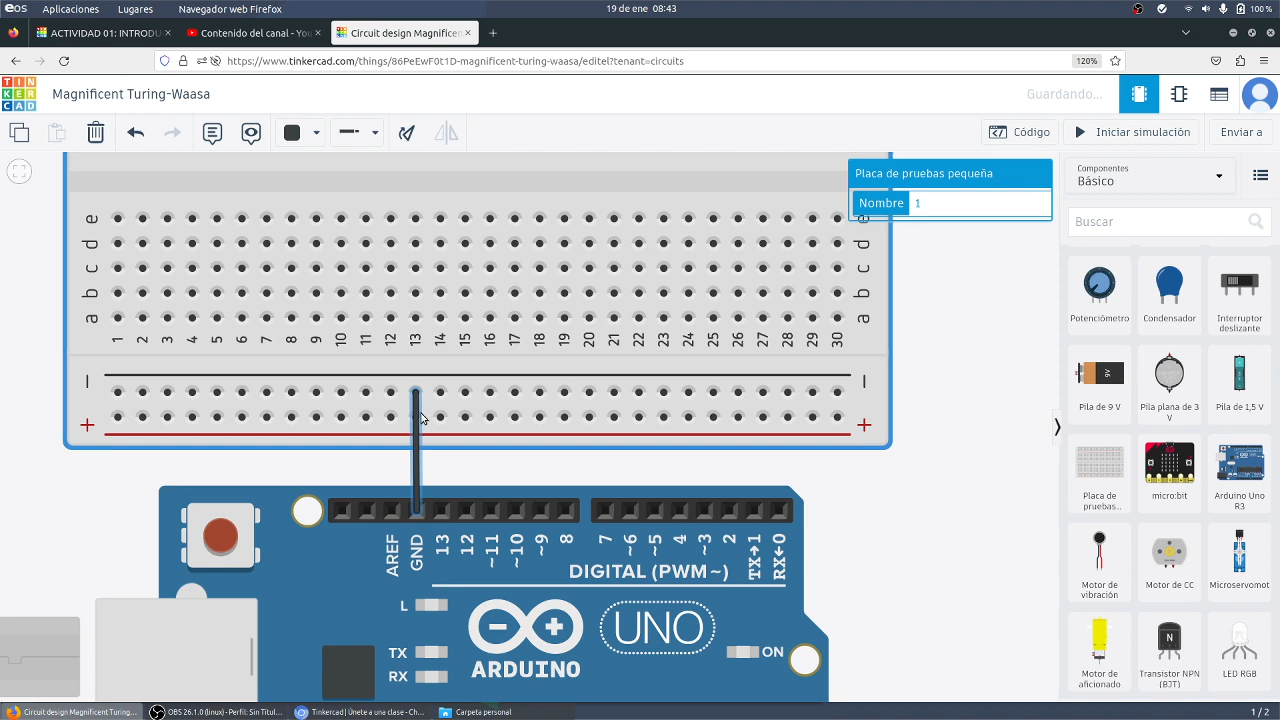 eos Aplicaciones Lugares Navegador web Firefox 19 de ene 08:43 100 %
ACTIVIDAD 01: INTRODU × Contenido del canal - You × Circuit design Magnificen ×
https://www.tinkercad.com/things/86PeEwF0t1D-magnificent-turing-waasa/editel?tenant=circuits 120%
TIN KER CAD
Magnificent Turing-Waasa Guardando...
Código Iniciar simulación Enviar a
Placa de pruebas pequeña
Nombre 1
Componentes
Básico
Buscar
e e
d d
c c
b b
a a
1 2 3 4 5 6 7 8 9 10 11 12 13 14 15 16 17 18 19 20 21 22 23 24 25 26 27 28 29 30
– –
+ +
Potenciómetro Condensador Interruptor deslizante
Pila de 9 V Pila plana de 3 V Pila de 1,5 V
Placa de pruebas... micro:bit Arduino Uno R3
Motor de vibración Motor de CC Microservomot
Motor de aficionado Transistor NPN (BJT) LED RGB
AREF GND 13 12 ~11 ~10 ~9 8 7 ~6 ~5 4 ~3 2 TX→1 RX←0
DIGITAL (PWM~)
L
TX
RX
UNO
ARDUINO
ON
Circuit design Magnificent Turing-... OBS 26.1.0 (linux) - Perfil: Sin Titul... Tinkercad | Únete a una clase - Ch... Carpeta personal 1 / 2